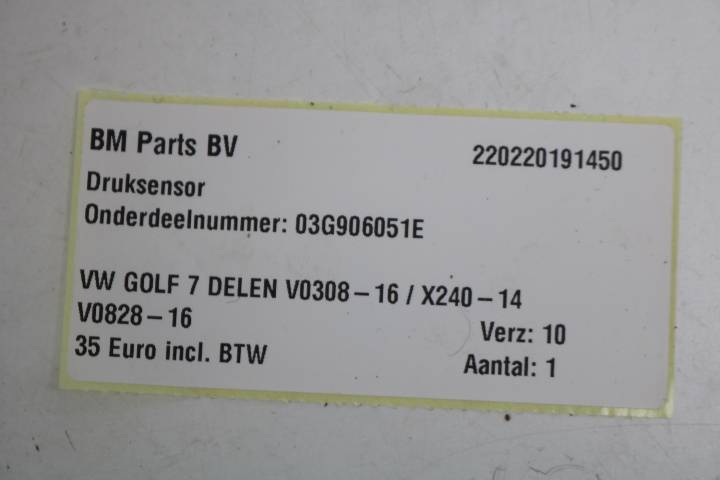 BM Parts BV 220220191450
Druksensor
Onderdeelnummer: 03G906051E
VW GOLF 7 DELEN V0308-16 / X240-14
V0828-16 Verz: 10
35 Euro incl. BTW Aantal: 1